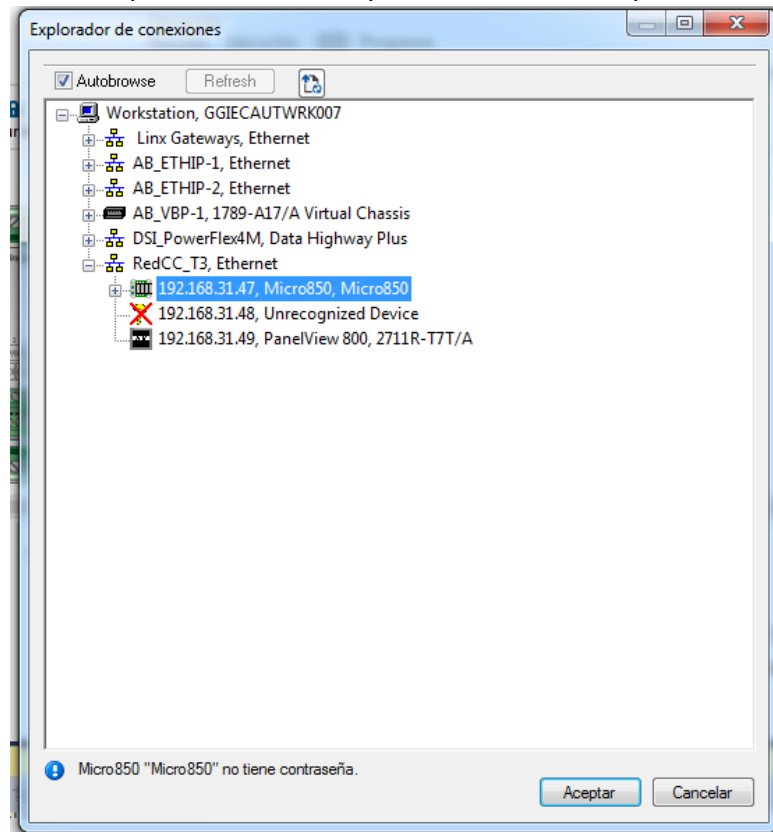 Explorador de conexiones
Autobrowse Refresh
Workstation, GGIECAUTWRK007
Linx Gateways, Ethernet
AB_ETHIP-1, Ethernet
AB_ETHIP-2, Ethernet
AB_VBP-1, 1789-A17/A Virtual Chassis
DSI_PowerFlex4M, Data Highway Plus
RedCC_T3, Ethernet
192.168.31.47, Micro850, Micro850
192.168.31.48, Unrecognized Device
192.168.31.49, PanelView 800, 2711R-T7T/A
Micro850 "Micro850" no tiene contraseña.
Aceptar Cancelar